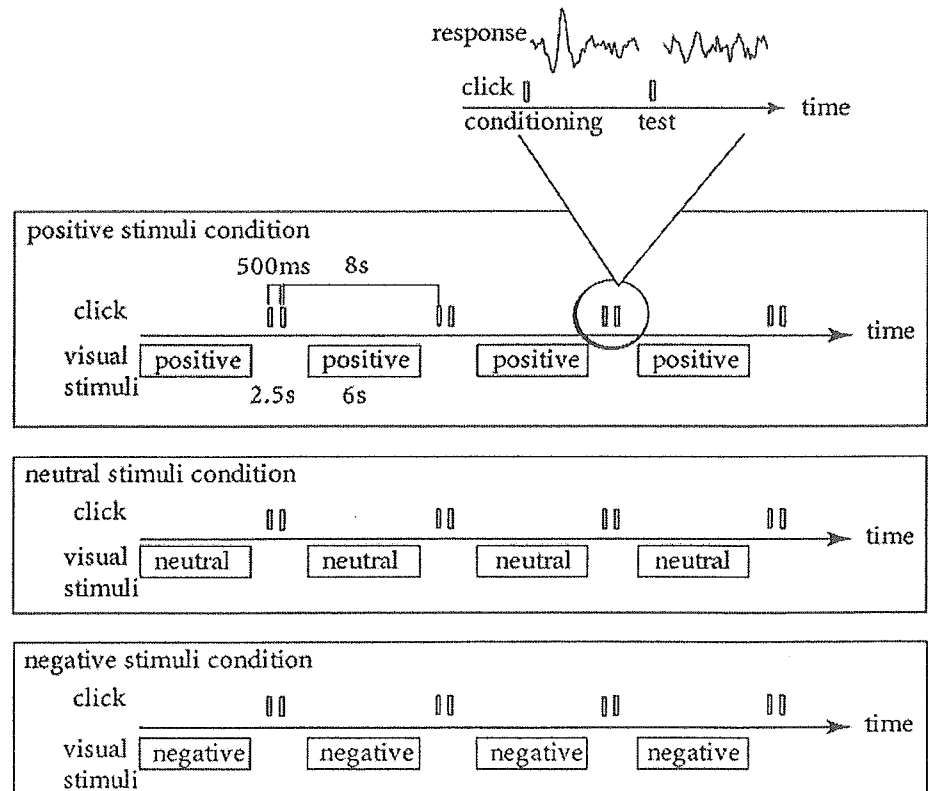 response
click
conditioning test
time
positive stimuli condition
500ms 8s
click
time
visual stimuli
positive positive positive positive
2.5s 6s
neutral stimuli condition
click
time
visual stimuli
neutral neutral neutral neutral
negative stimuli condition
click
time
visual stimuli
negative negative negative negative